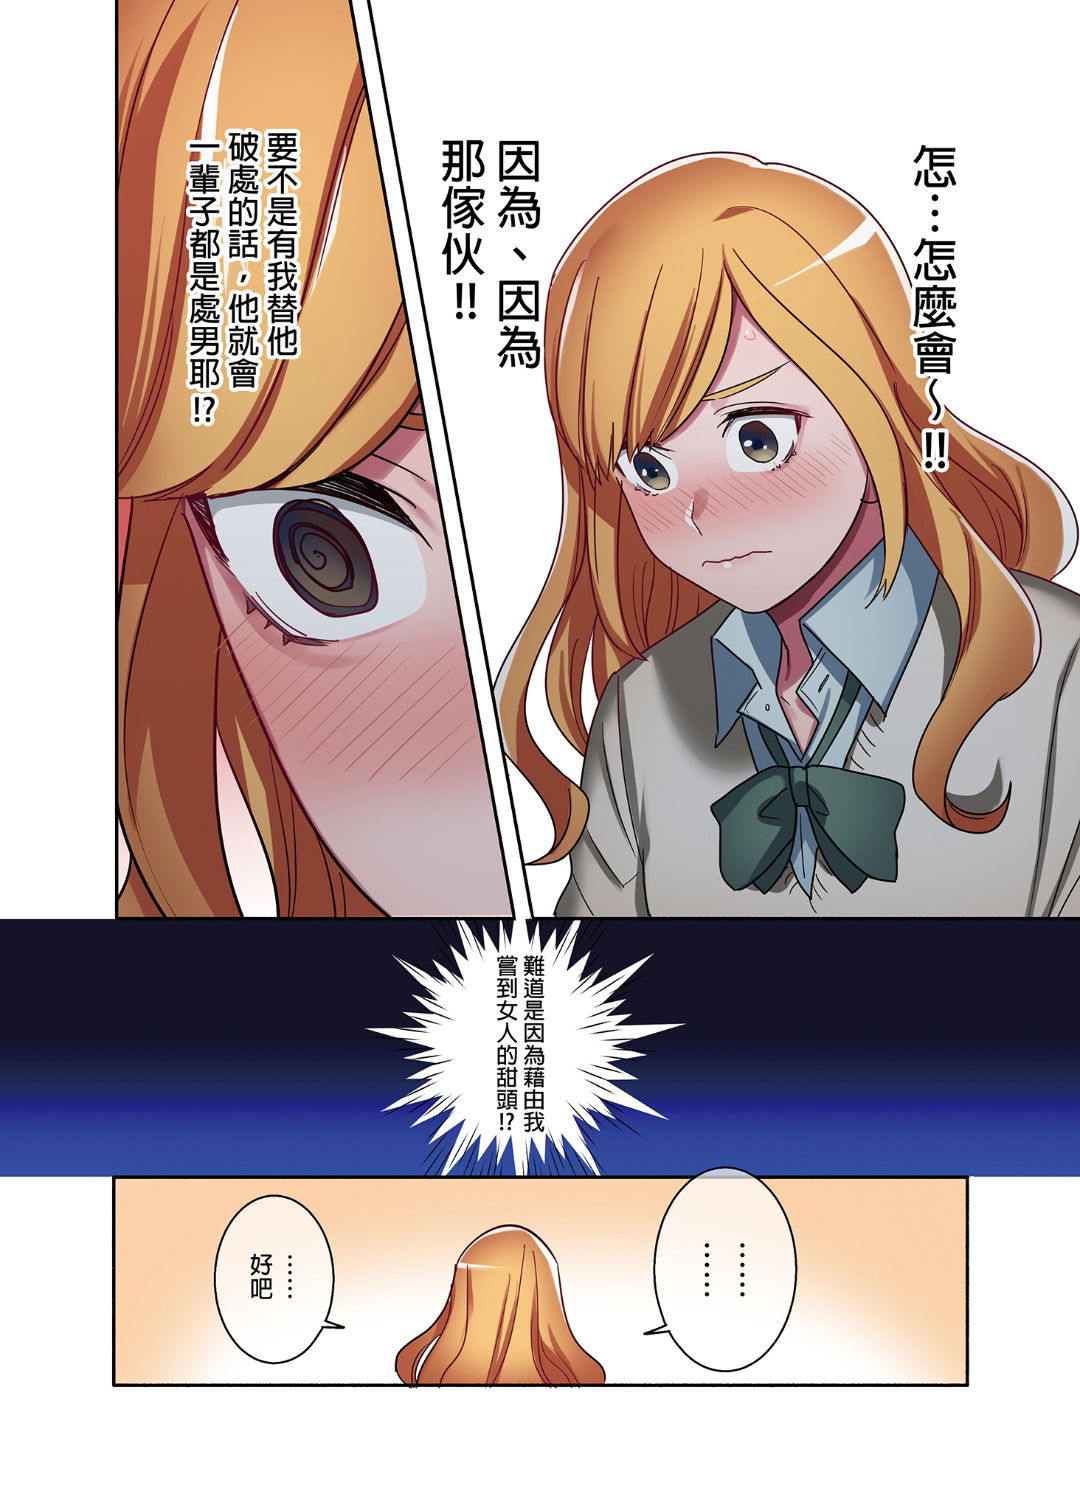 怎…怎麼會～!!
因為、因為
那傢伙!!
要不是有我替他
破處的話，他就會
一輩子都是處男耶!?
難道是因為藉由我
嘗到女人的甜頭!?
……
……
……
好吧